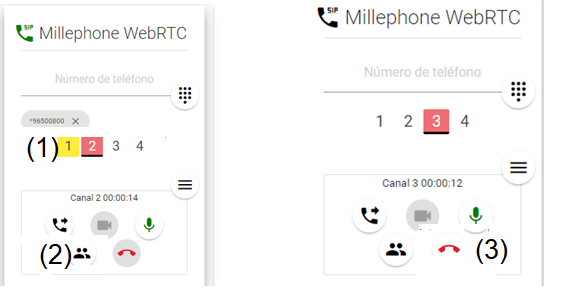 SIP Millephone WebRTC
Número de teléfono
*96500800 ×
(1) 1 2 3 4
Canal 2 00:00:14
(2)
SIP Millephone WebRTC
Número de teléfono
1 2 3 4
Canal 3 00:00:12
(3)